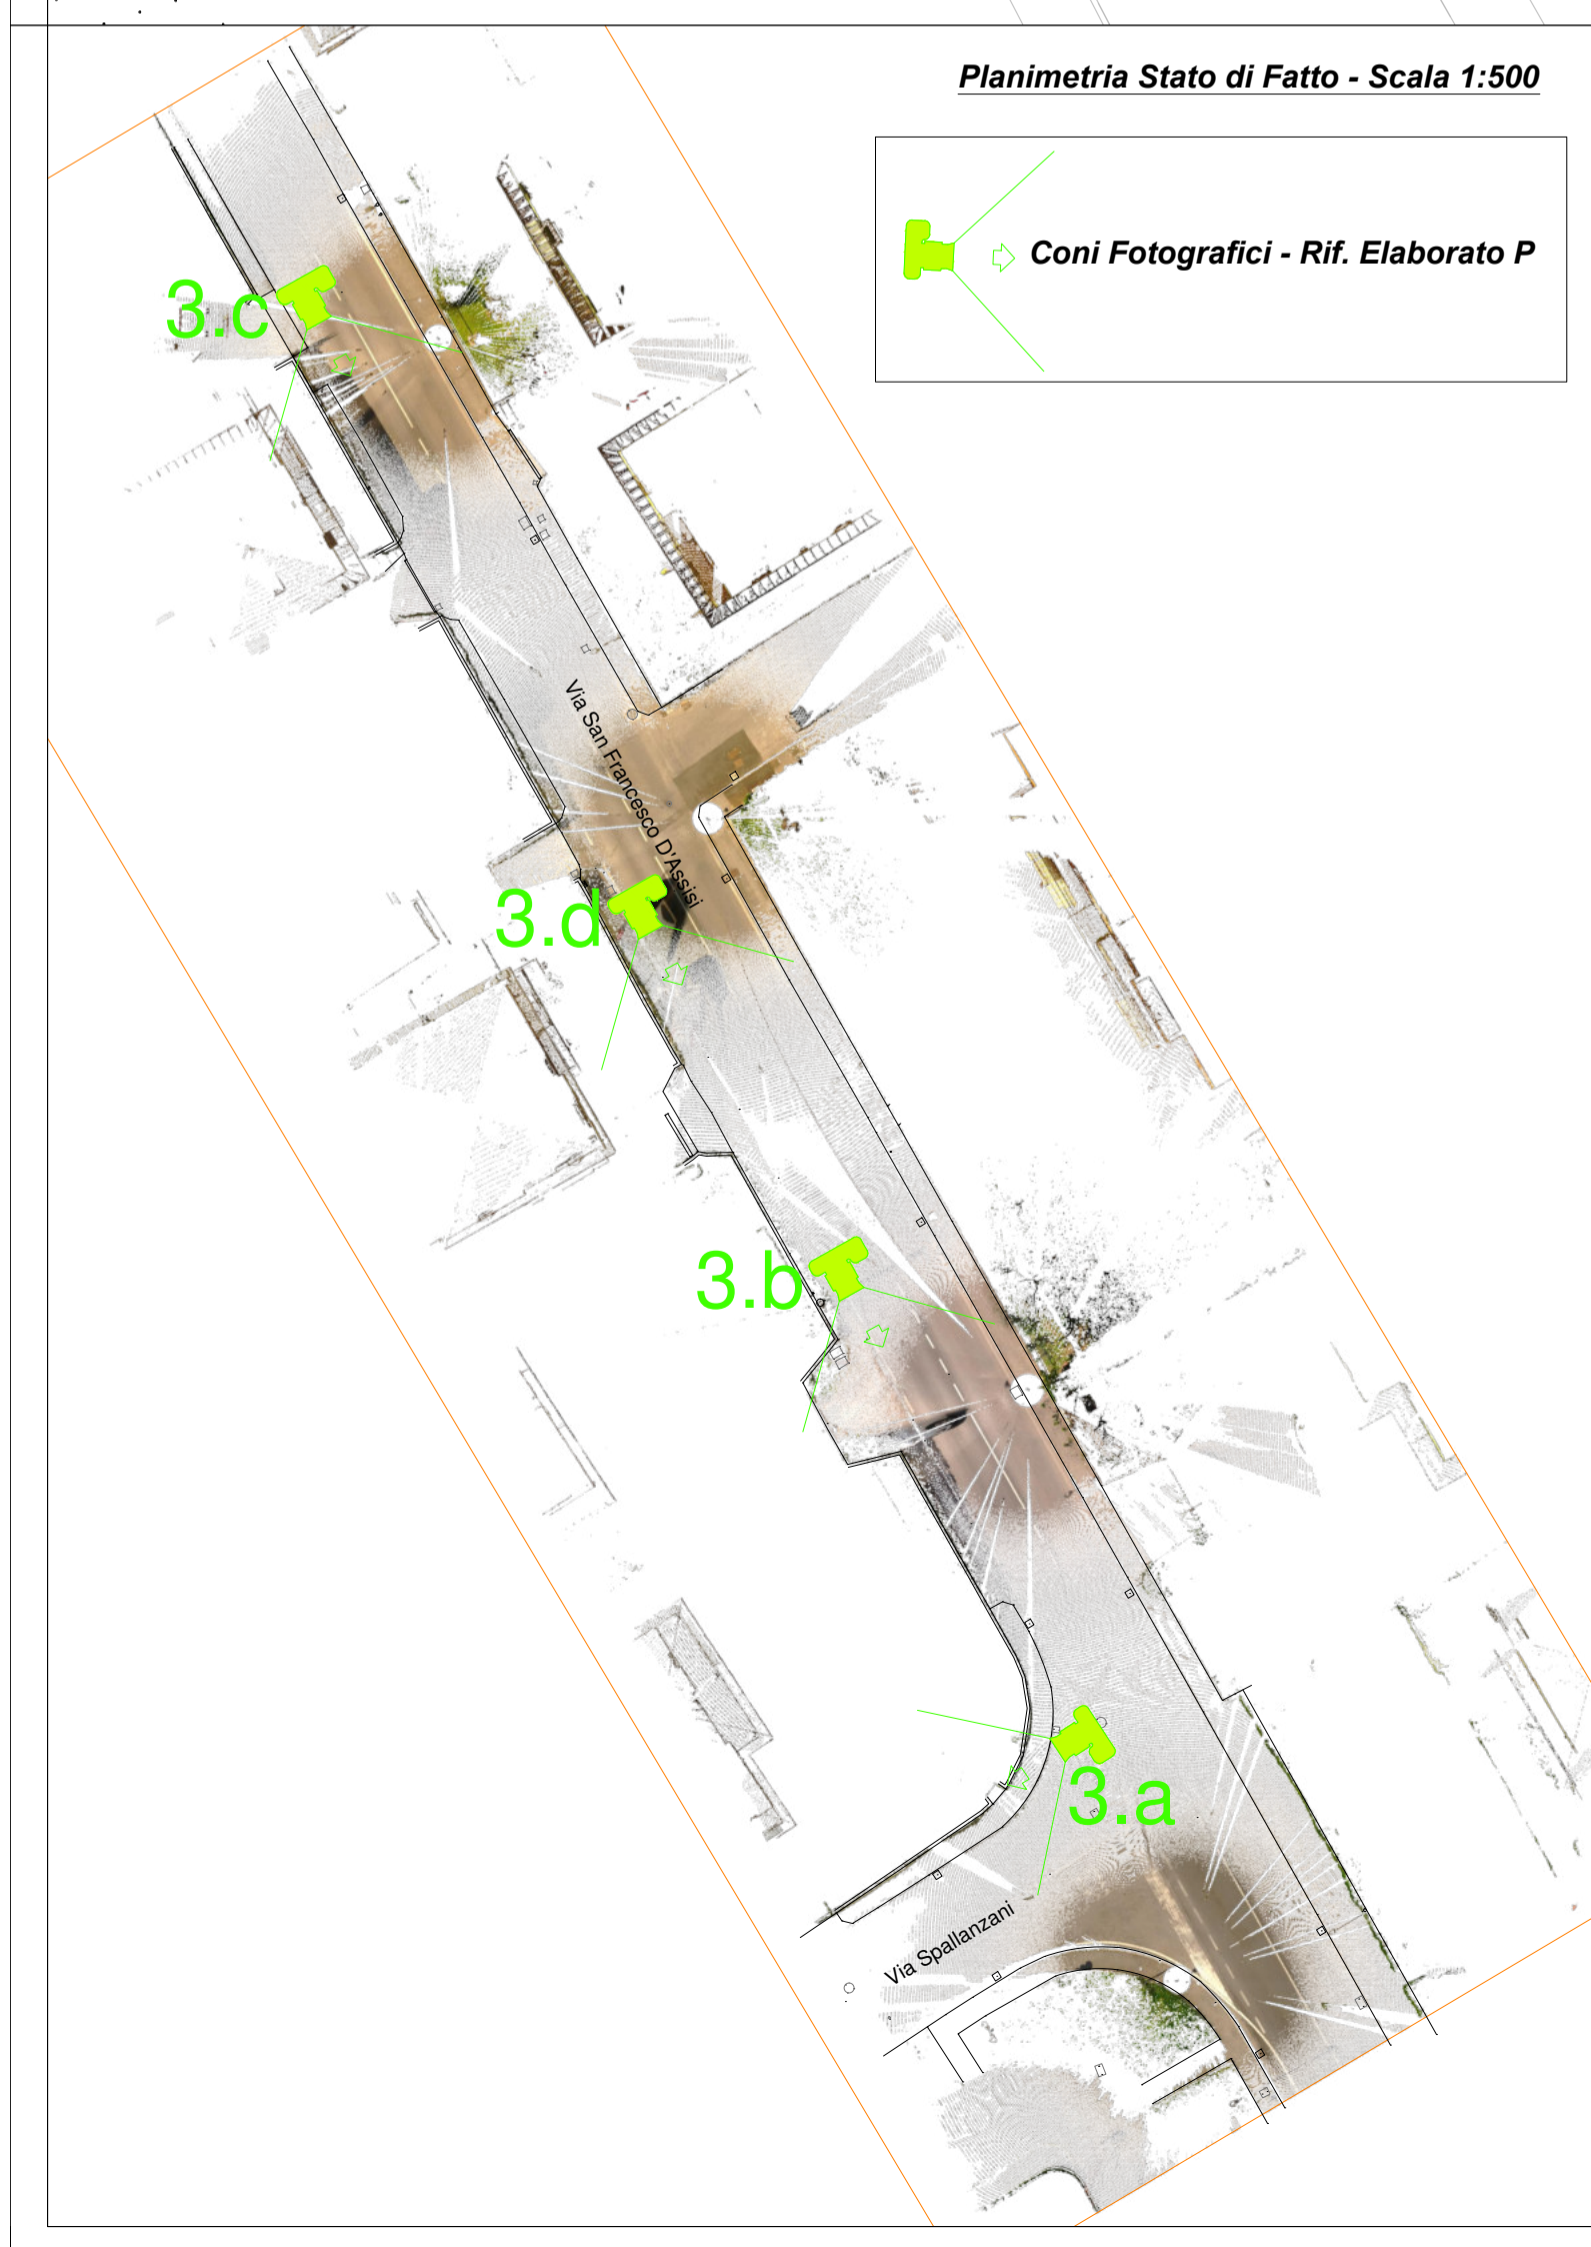 Planimetria Stato di Fatto - Scala 1:500
Coni Fotografici - Rif. Elaborato P
3.c
Via San Francesco D'Assisi
3.d
3.b
3.a
Via Spallanzani